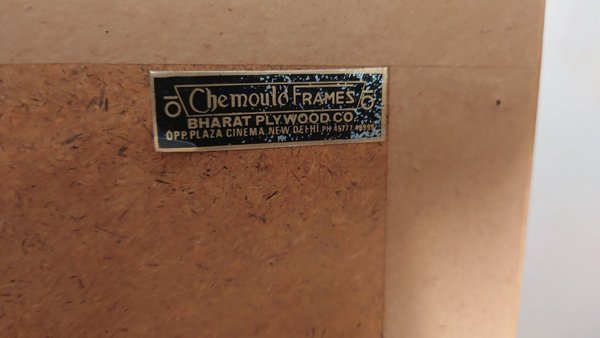 Chemould FRAMES
BHARAT PLYWOOD CO.
OPP. PLAZA CINEMA. NEW DELHI. PH. 45777